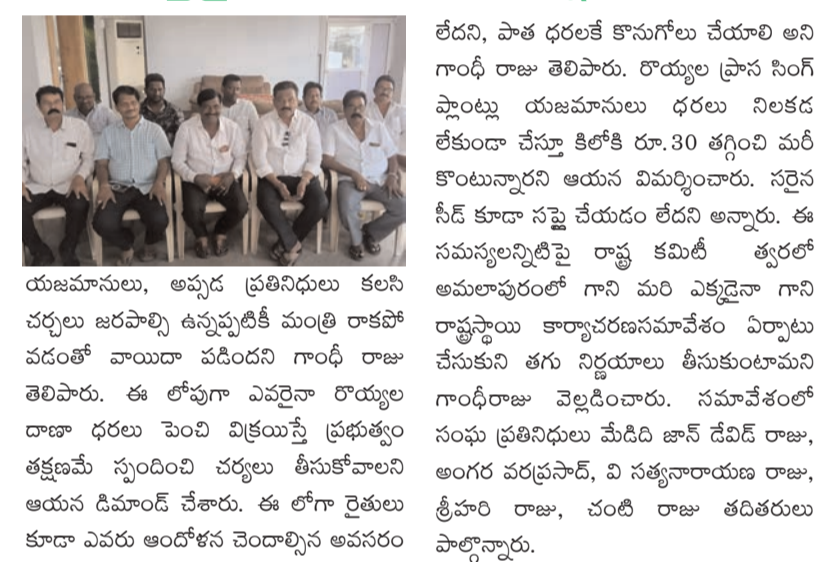 యజమానులు, అప్సడ ప్రతినిధులు కలసి
చర్చలు జరపాల్సి ఉన్నప్పటికీ మంత్రి రాకపో
వడంతో వాయిదా పడిందని గాంధీ రాజు
తెలిపారు. ఈ లోపుగా ఎవరైనా రొయ్యల
దాణా ధరలు పెంచి విక్రయిస్తే ప్రభుత్వం
తక్షణమే స్పందించి చర్యలు తీసుకోవాలని
ఆయన డిమాండ్ చేశారు. ఈ లోగా రైతులు
కూడా ఎవరు ఆందోళన చెందాల్సిన అవసరం
లేదని, పాత ధరలకే కొనుగోలు చేయాలి అని
గాంధీ రాజు తెలిపారు. రొయ్యల ప్రాస సింగ్
ప్లాంట్లు యజమానులు ధరలు నిలకడ
లేకుండా చేస్తూ కిలోకి రూ.30 తగ్గించి మరీ
కొంటున్నారని ఆయన విమర్శించారు. సరైన
సీడ్ కూడా సప్లై చేయడం లేదని అన్నారు. ఈ
సమస్యలన్నిటిపై రాష్ట్ర కమిటీ త్వరలో
అమలాపురంలో గాని మరి ఎక్కడైనా గాని
రాష్ట్రస్థాయి కార్యాచరణసమావేశం ఏర్పాటు
చేసుకుని తగు నిర్ణయాలు తీసుకుంటామని
గాంధీరాజు వెల్లడించారు. సమావేశంలో
సంఘ ప్రతినిధులు మేడిది జాన్ డేవిడ్ రాజు,
అంగర వరప్రసాద్, వి సత్యనారాయణ రాజు,
శ్రీహరి రాజు, చంటి రాజు తదితరులు
పాల్గొన్నారు.